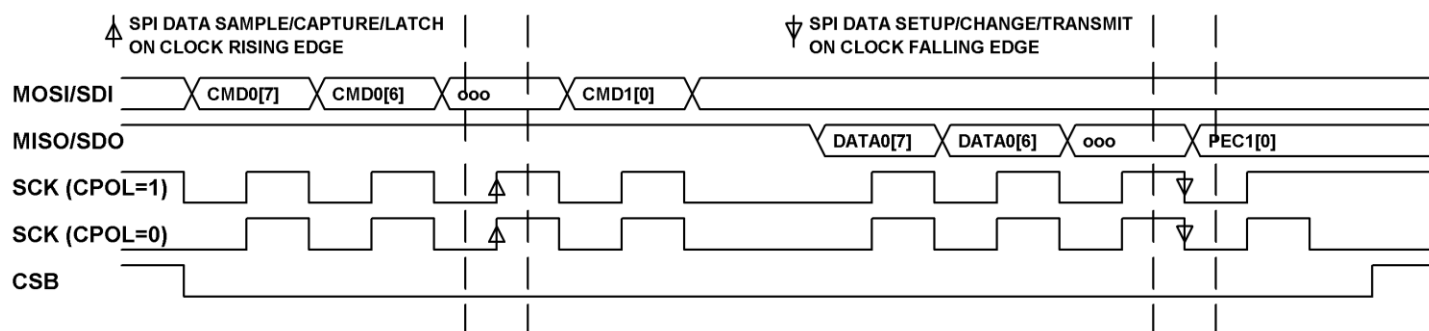 SPI DATA SAMPLE/CAPTURE/LATCH
ON CLOCK RISING EDGE
SPI DATA SETUP/CHANGE/TRANSMIT
ON CLOCK FALLING EDGE
MOSI/SDI CMD0[7] CMD0[6] ooo CMD1[0]
MISO/SDO DATA0[7] DATA0[6] ooo PEC1[0]
SCK (CPOL=1)
SCK (CPOL=0)
CSB